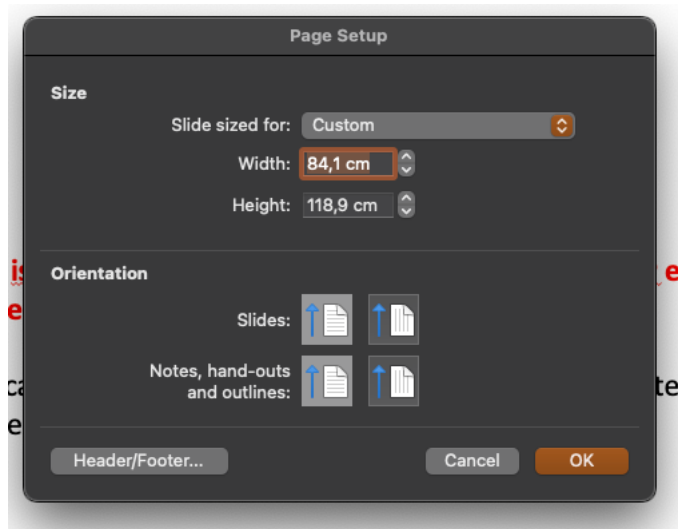 Page Setup
Size
Slide sized for: Custom
Width: 84,1 cm
Height: 118,9 cm
Orientation
Slides:
Notes, hand-outs
and outlines:
Header/Footer... Cancel OK